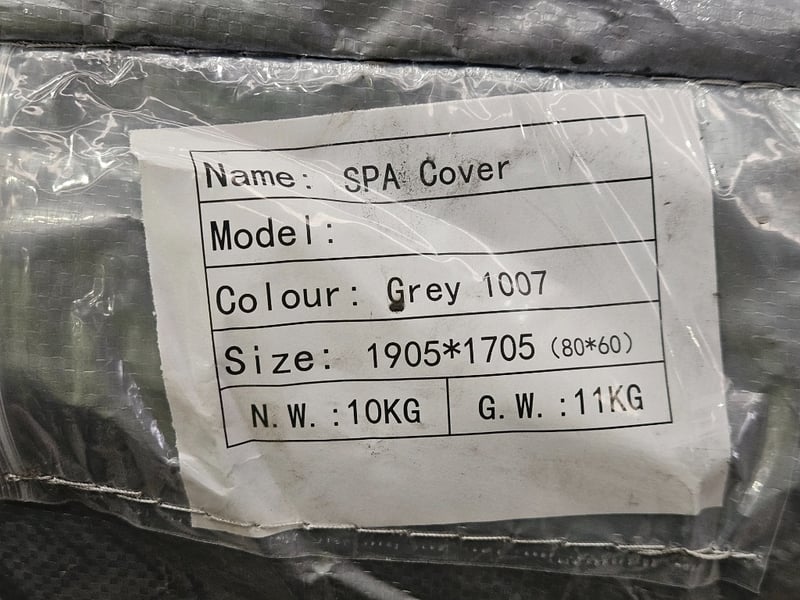 Name: SPA Cover
Model:
Colour: Grey 1007
Size: 1905*1705 (80*60)
N.W.:10KG G.W.:11KG